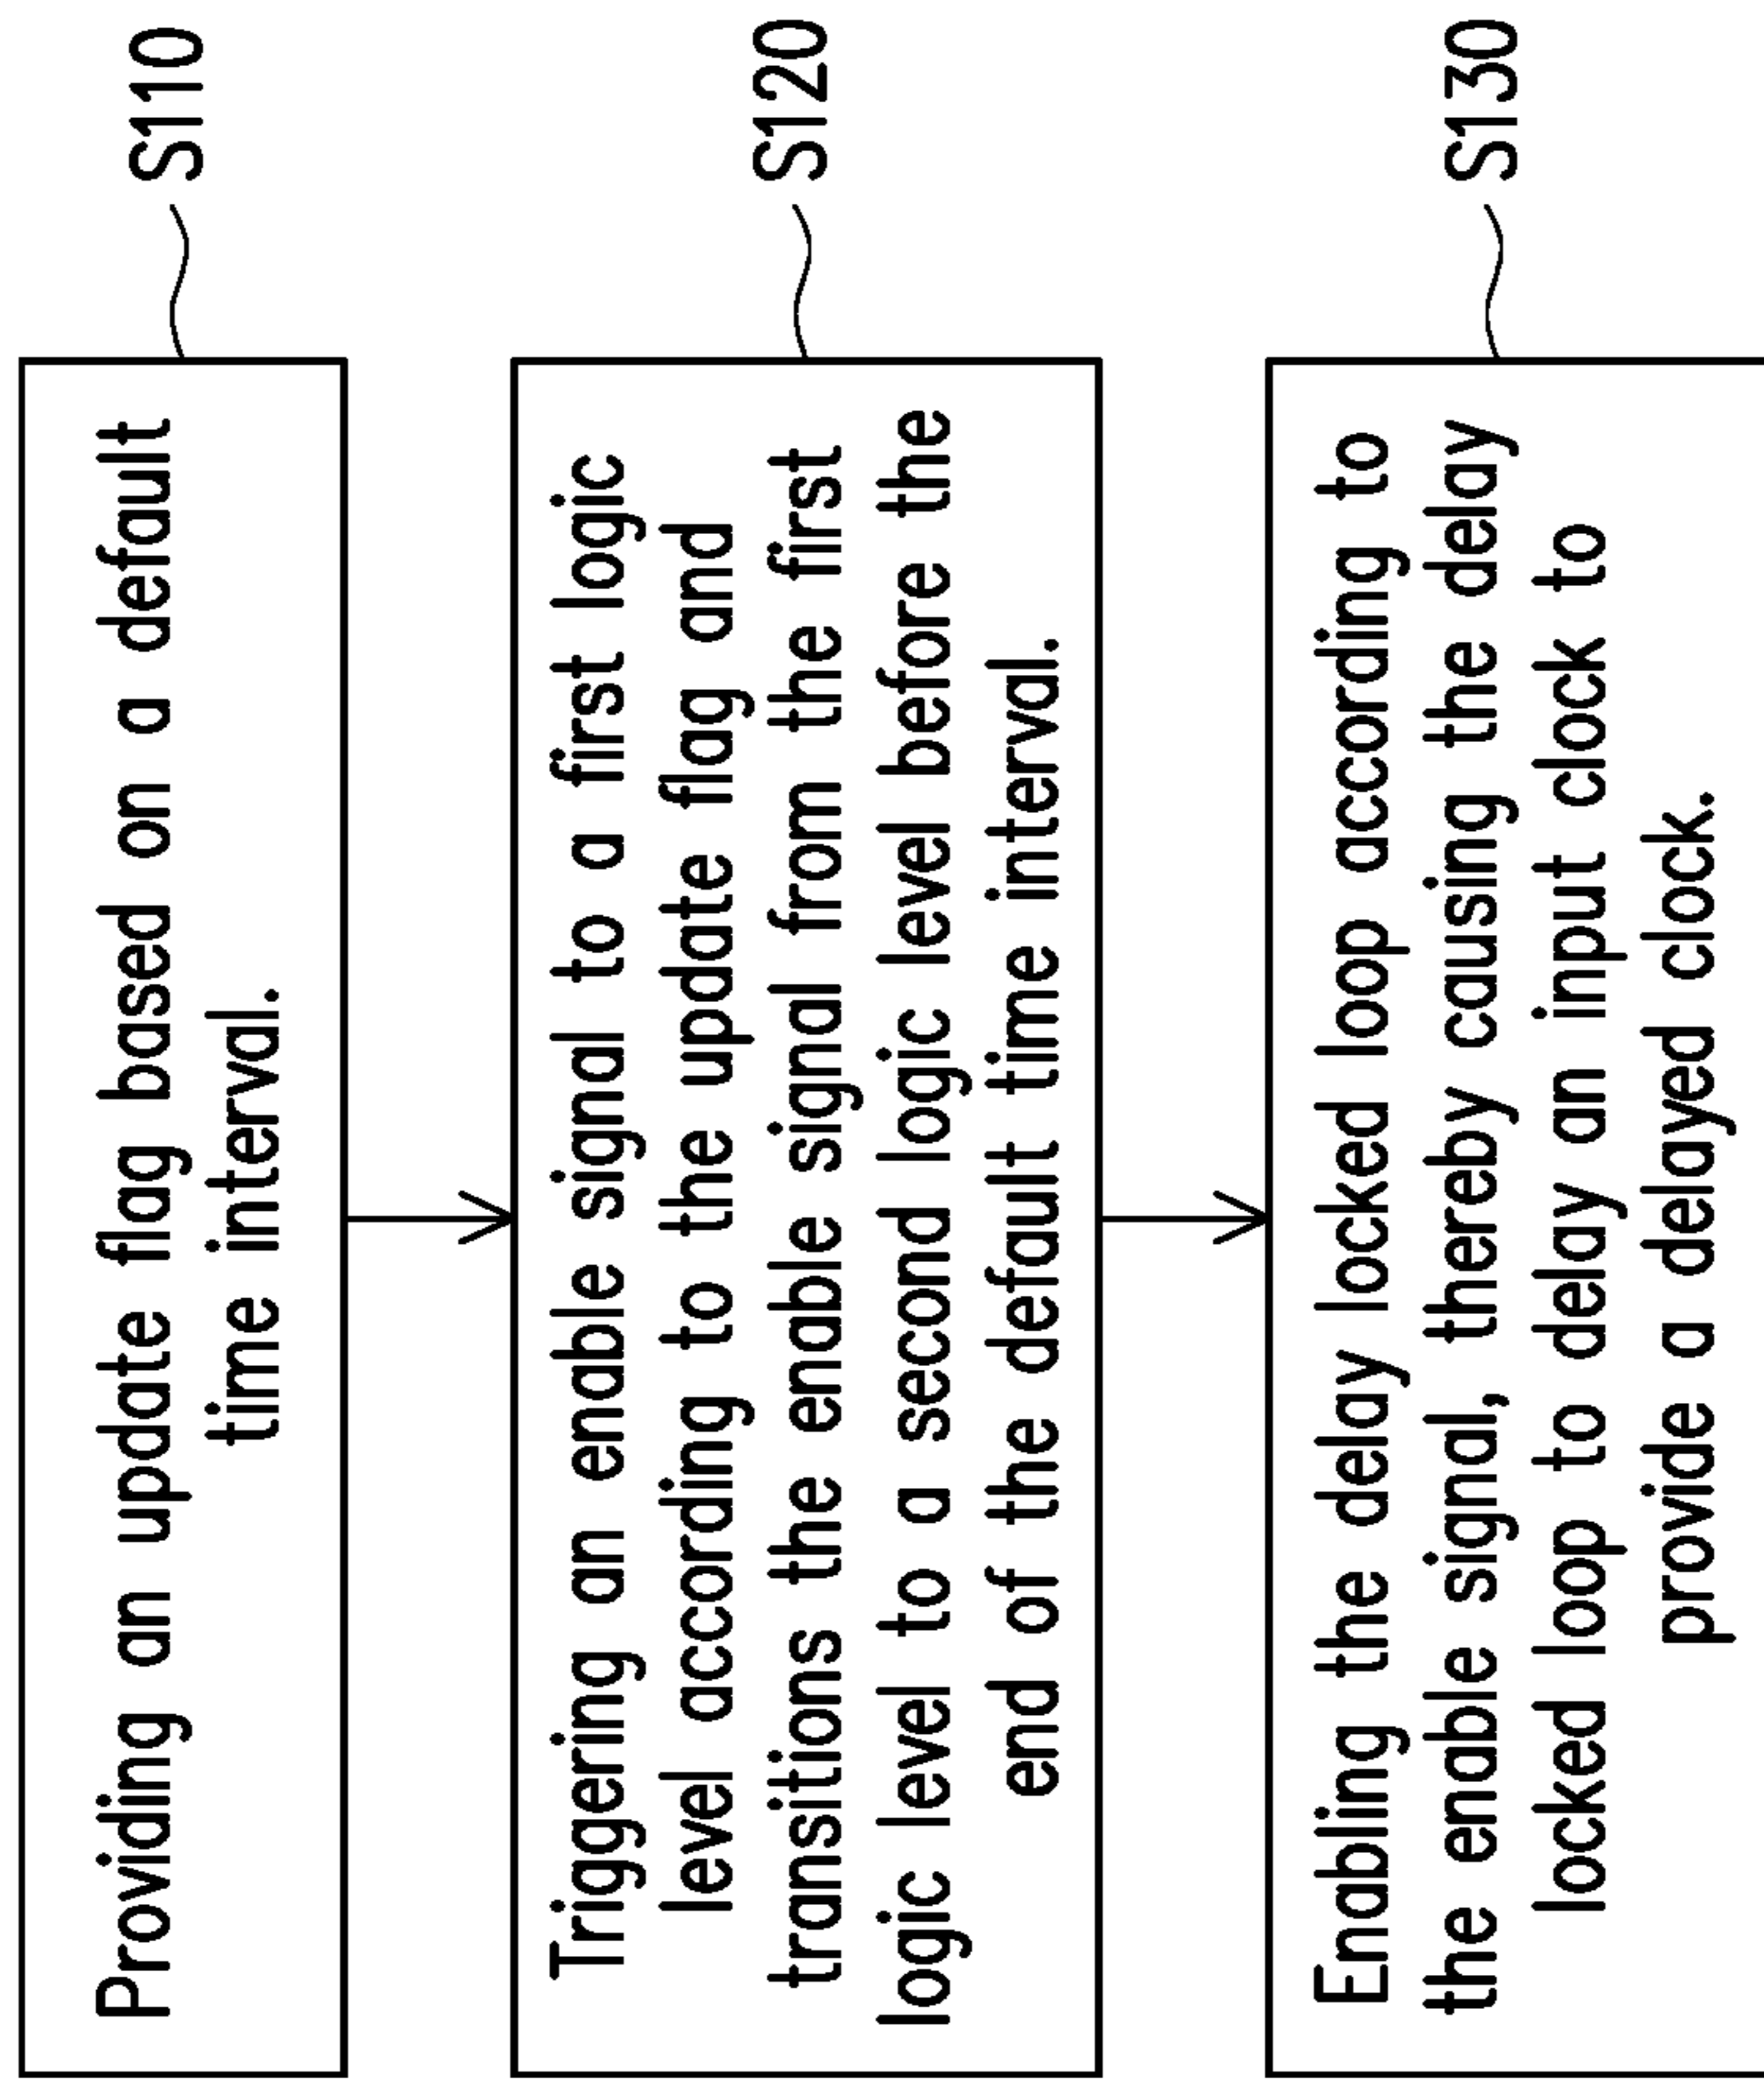 Providing an update flag based on a default
time interval.
S110
Triggering an enable signal to a first logic
level according to the update flag and
transitions the enable signal from the first
logic level to a second logic level before the
end of the default time interval.
S120
Enabling the delay locked loop according to
the enable signal, thereby causing the delay
locked loop to delay an input clock to
provide a delayed clock.
S130